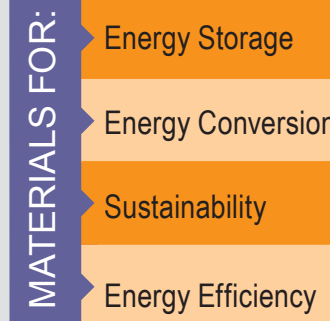 MATERIALS FOR:
Energy Storage
Energy Conversion
Sustainability
Energy Efficiency